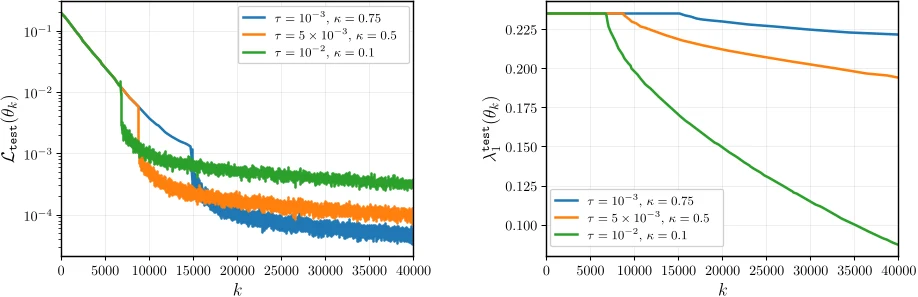 10⁻¹
10⁻²
10⁻³
10⁻⁴
ℒ_test(θ_k)
τ = 10⁻³, κ = 0.75
τ = 5 × 10⁻³, κ = 0.5
τ = 10⁻², κ = 0.1
0 5000 10000 15000 20000 25000 30000 35000 40000
k
0.200
0.225
0.175
0.150
0.125
0.100
λ₁^test(θ_k)
τ = 10⁻³, κ = 0.75
τ = 5 × 10⁻³, κ = 0.5
τ = 10⁻², κ = 0.1
0 5000 10000 15000 20000 25000 30000 35000 40000
k